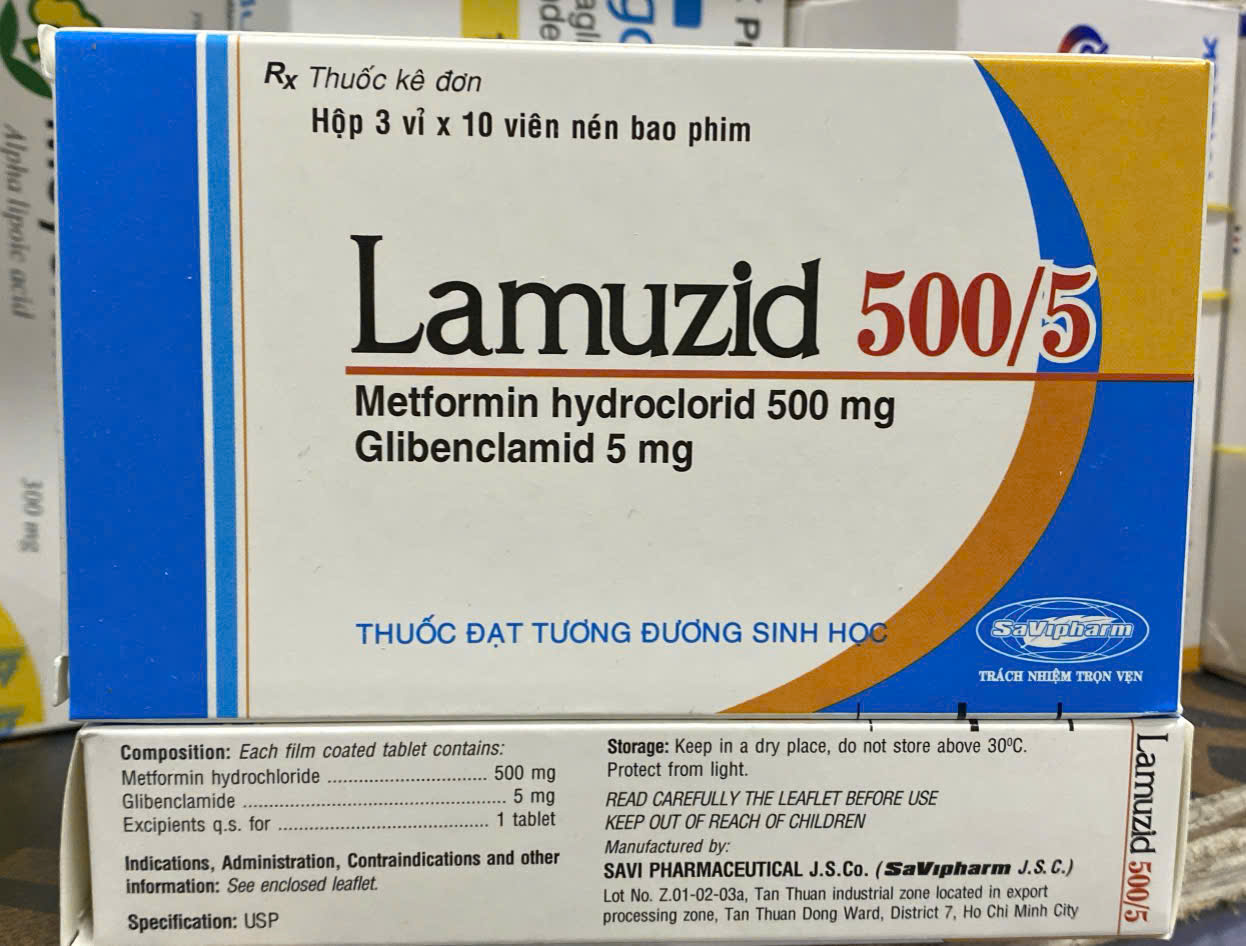 Rx Thuốc kê đơn
Hộp 3 vỉ x 10 viên nén bao phim
Lamuzid 500/5
Metformin hydroclorid 500 mg
Glibenclamid 5 mg
THUỐC ĐẠT TƯƠNG ĐƯƠNG SINH HỌC
SaVipharm
TRÁCH NHIỆM TRỌN VẸN
Composition: Each film coated tablet contains:
Metformin hydrochloride ............................. 500 mg
Glibenclamide ................................................ 5 mg
Excipients q.s. for ...................................... 1 tablet
Indications, Administration, Contraindications and other
information: See enclosed leaflet.
Specification: USP
Storage: Keep in a dry place, do not store above 30ºC.
Protect from light.
READ CAREFULLY THE LEAFLET BEFORE USE
KEEP OUT OF REACH OF CHILDREN
Manufactured by:
SAVI PHARMACEUTICAL J.S.Co. (SaVipharm J.S.C.)
Lot No. Z.01-02-03a, Tan Thuan industrial zone located in export
processing zone, Tan Thuan Dong Ward, District 7, Ho Chi Minh City
Lamuzid 500/5
Alpha lipoic acid
300 mg